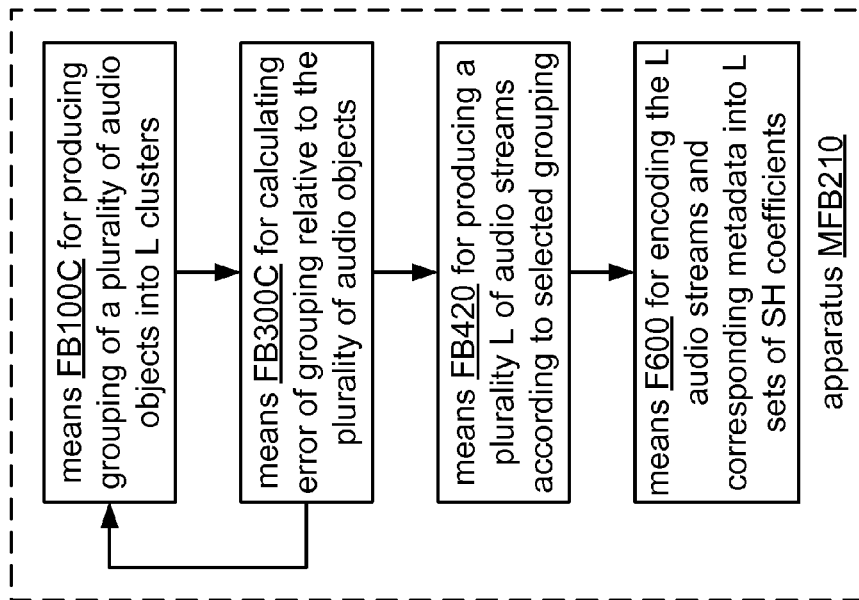 means FB100C for producing
grouping of a plurality of audio
objects into L clusters
means FB300C for calculating
error of grouping relative to the
plurality of audio objects
means FB420 for producing a
plurality L of audio streams
according to selected grouping
means F600 for encoding the L
audio streams and
corresponding metadata into L
sets of SH coefficients
apparatus MFB210